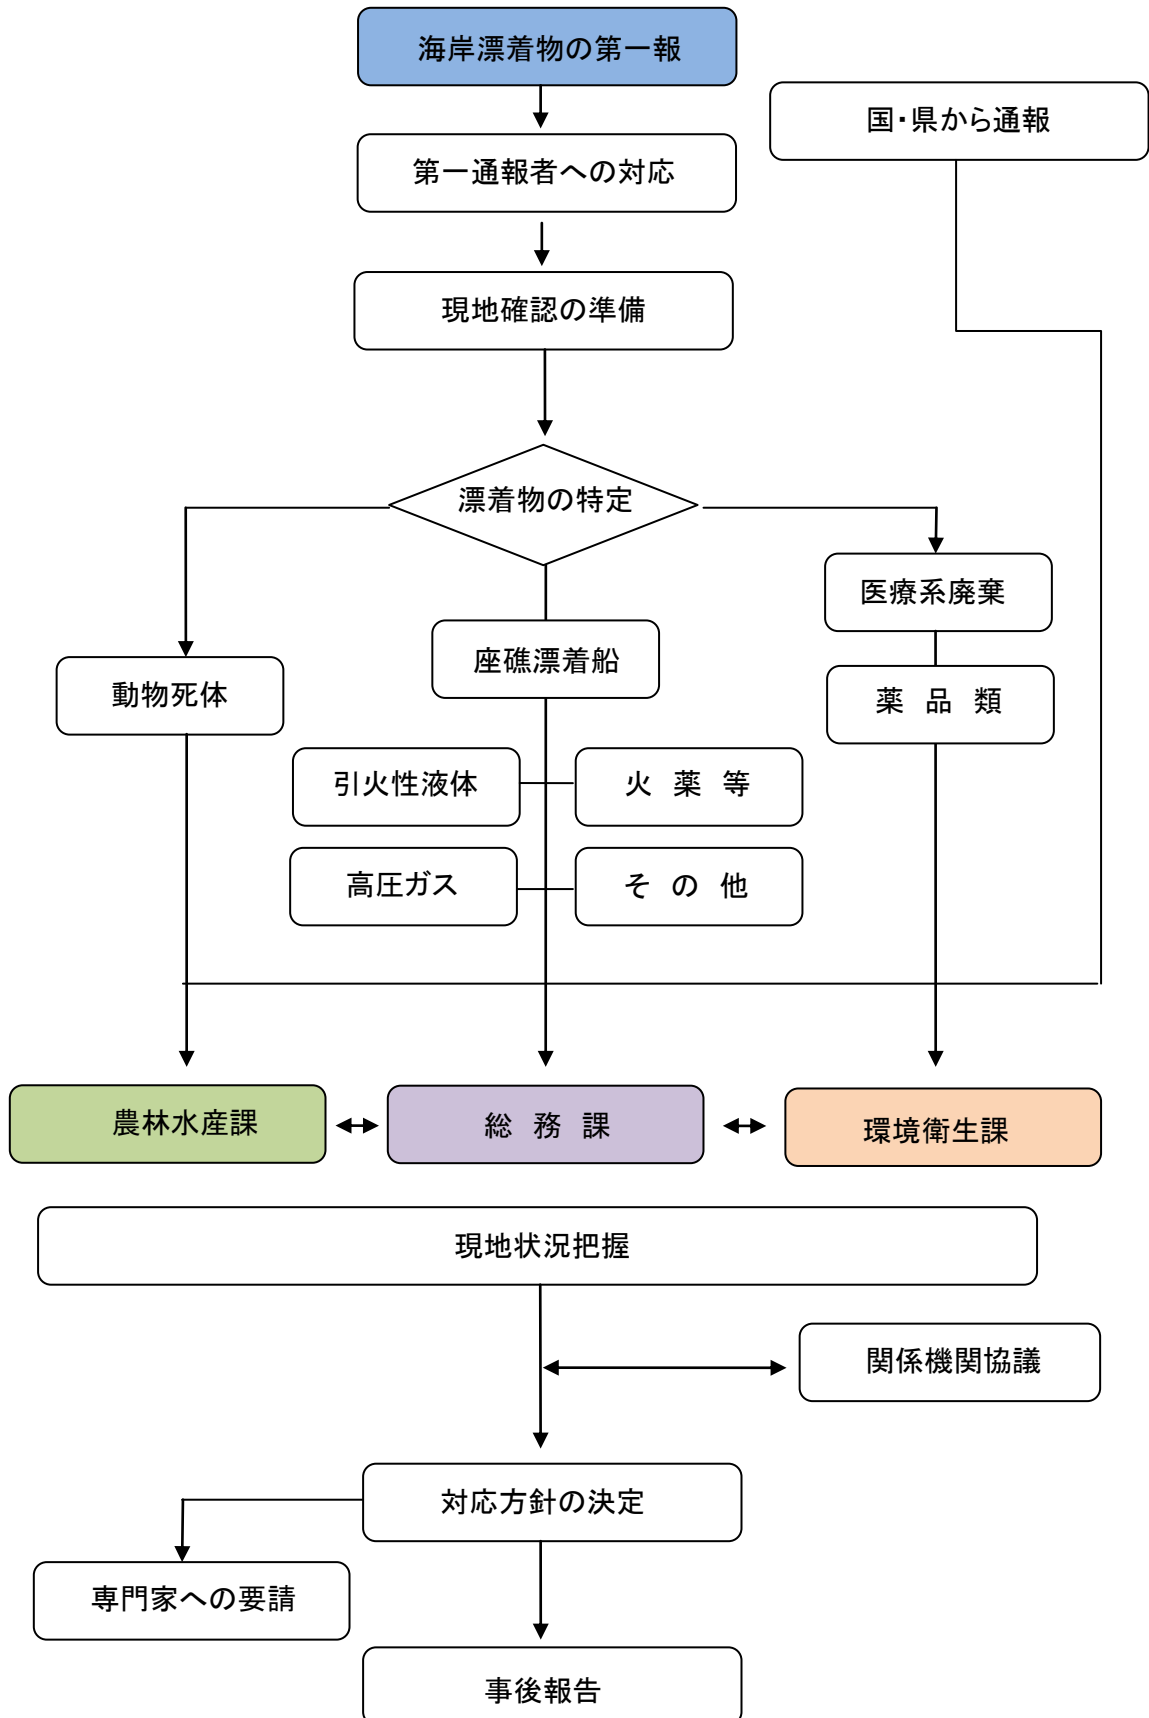 海岸漂着物の第一報
国・県から通報
第一通報者への対応
現地確認の準備
漂着物の特定
医療系廃棄
座礁漂着船
動物死体
薬 品 類
引火性液体
火 薬 等
高圧ガス
そ の 他
農林水産課
総 務 課
環境衛生課
現地状況把握
関係機関協議
対応方針の決定
専門家への要請
事後報告